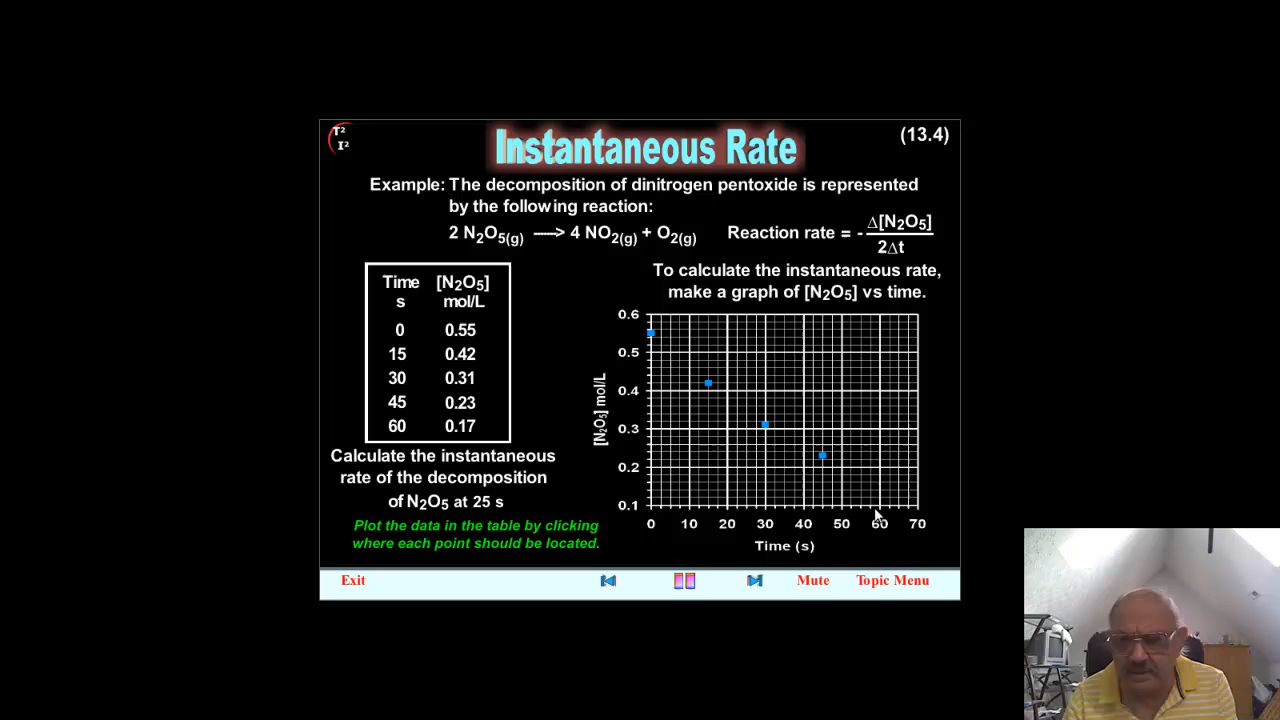 T²
I²
Instantaneous Rate
(13.4)
Example: The decomposition of dinitrogen pentoxide is represented
by the following reaction:
2 N₂O₅(g) -----> 4 NO₂(g) + O₂(g)
Reaction rate = - Δ[N₂O₅]
2Δt
Time [N₂O₅]
s mol/L
0 0.55
15 0.42
30 0.31
45 0.23
60 0.17
Calculate the instantaneous
rate of the decomposition
of N₂O₅ at 25 s
Plot the data in the table by clicking
where each point should be located.
To calculate the instantaneous rate,
make a graph of [N₂O₅] vs time.
[N₂O₅] mol/L
0.6
0.5
0.4
0.3
0.2
0.1
0 10 20 30 40 50 60 70
Time (s)
Exit Mute Topic Menu